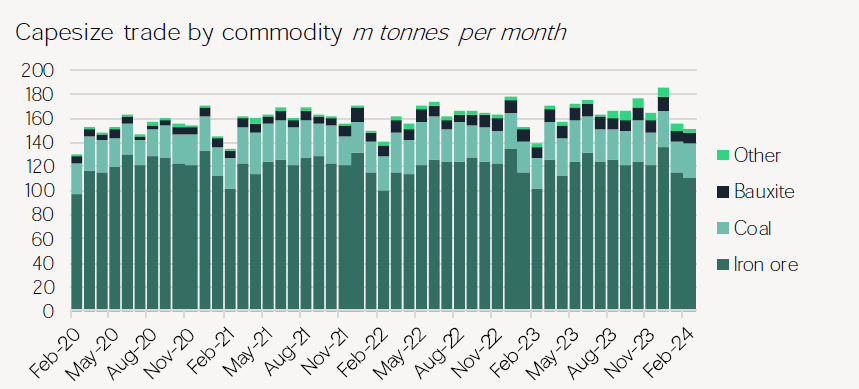 Capesize trade by commodity m tonnes per month
200
180
160
140
120
100
80
60
40
20
0
Feb-20
May-20
Aug-20
Nov-20
Feb-21
May-21
Aug-21
Nov-21
Feb-22
May-22
Aug-22
Nov-22
Feb-23
May-23
Aug-23
Nov-23
Feb-24
Other
Bauxite
Coal
Iron ore